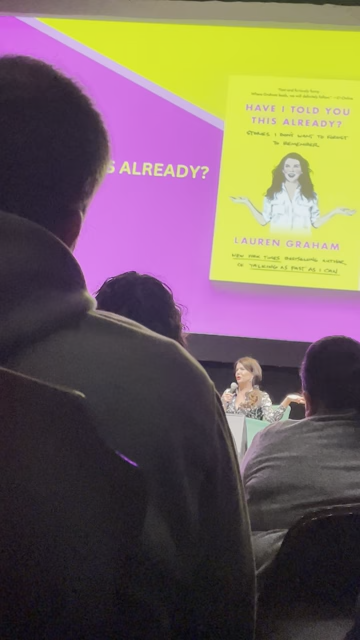 S ALREADY?
HAVE I TOLD YOU
THIS ALREADY?
STORIES I DON'T WANT TO FORGET
TO REMEMBER
LAUREN GRAHAM
NEW YORK TIMES BESTSELLING AUTHOR
OF TALKING AS FAST AS I CAN